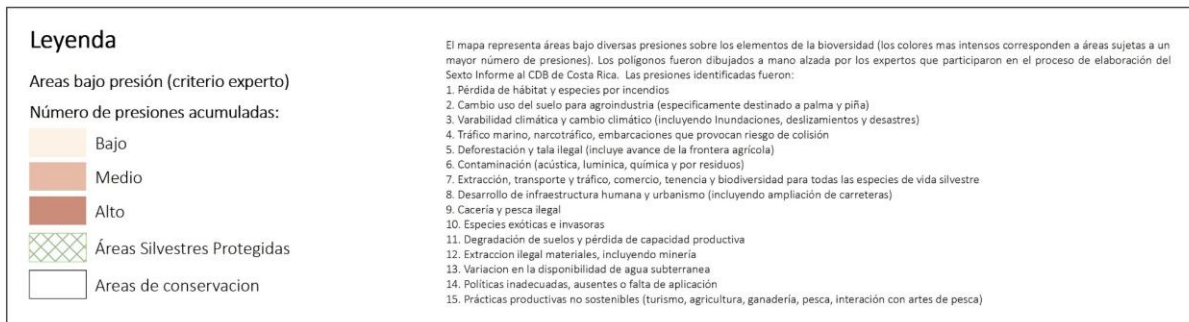 Leyenda
Areas bajo presión (criterio experto)
Número de presiones acumuladas:
Bajo
Medio
Alto
Áreas Silvestres Protegidas
Areas de conservacion
El mapa representa áreas bajo diversas presiones sobre los elementos de la bioversidad (los colores mas intensos corresponden a áreas sujetas a un
mayor número de presiones). Los polígonos fueron dibujados a mano alzada por los expertos que participaron en el proceso de elaboración del
Sexto Informe al CDB de Costa Rica. Las presiones identificadas fueron:
1. Pérdida de hábitat y especies por incendios
2. Cambio uso del suelo para agroindustria (especificamente destinado a palma y piña)
3. Varabilidad climática y cambio climático (incluyendo Inundaciones, deslizamientos y desastres)
4. Tráfico marino, narcotráfico, embarcaciones que provocan riesgo de colisión
5. Deforestación y tala ilegal (incluye avance de la frontera agrícola)
6. Contaminación (acústica, luminica, química y por residuos)
7. Extracción, transporte y tráfico, comercio, tenencia y biodiversidad para todas las especies de vida silvestre
8. Desarrollo de infraestructura humana y urbanismo (incluyendo ampliación de carreteras)
9. Cacería y pesca ilegal
10. Especies exóticas e invasoras
11. Degradación de suelos y pérdida de capacidad productiva
12. Extraccion ilegal materiales, incluyendo minería
13. Variacion en la disponibilidad de agua subterranea
14. Políticas inadecuadas, ausentes o falta de aplicación
15. Prácticas productivas no sostenibles (turismo, agricultura, ganadería, pesca, interación con artes de pesca)